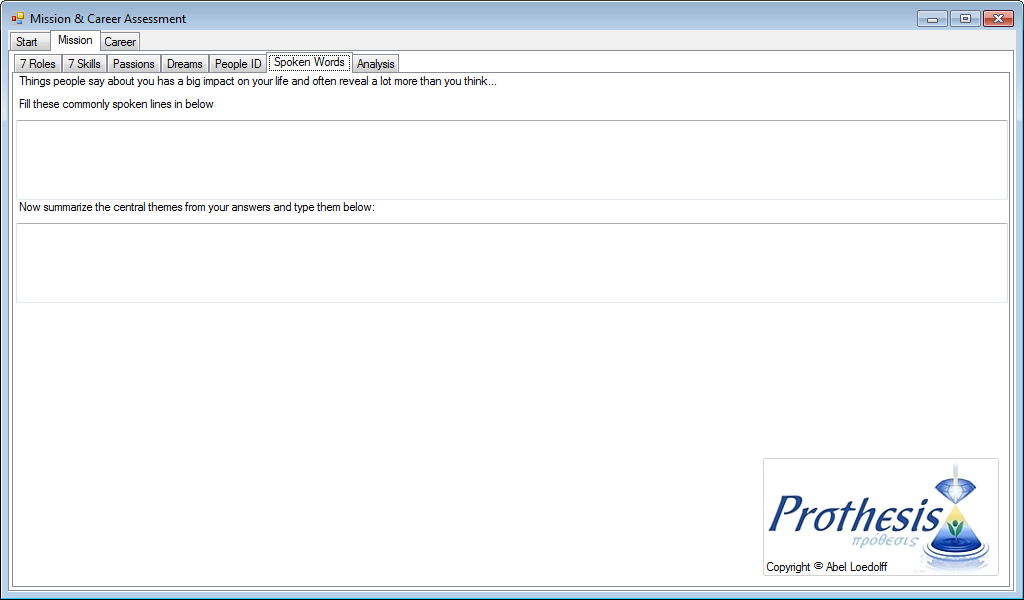 Mission & Career Assessment
Start Mission Career
7 Roles 7 Skills Passions Dreams People ID Spoken Words Analysis
Things people say about you has a big impact on your life and often reveal a lot more than you think...
Fill these commonly spoken lines in below
Now summarize the central themes from your answers and type them below:
Prothesis
πρόθεσις
Copyright © Abel Loedolff